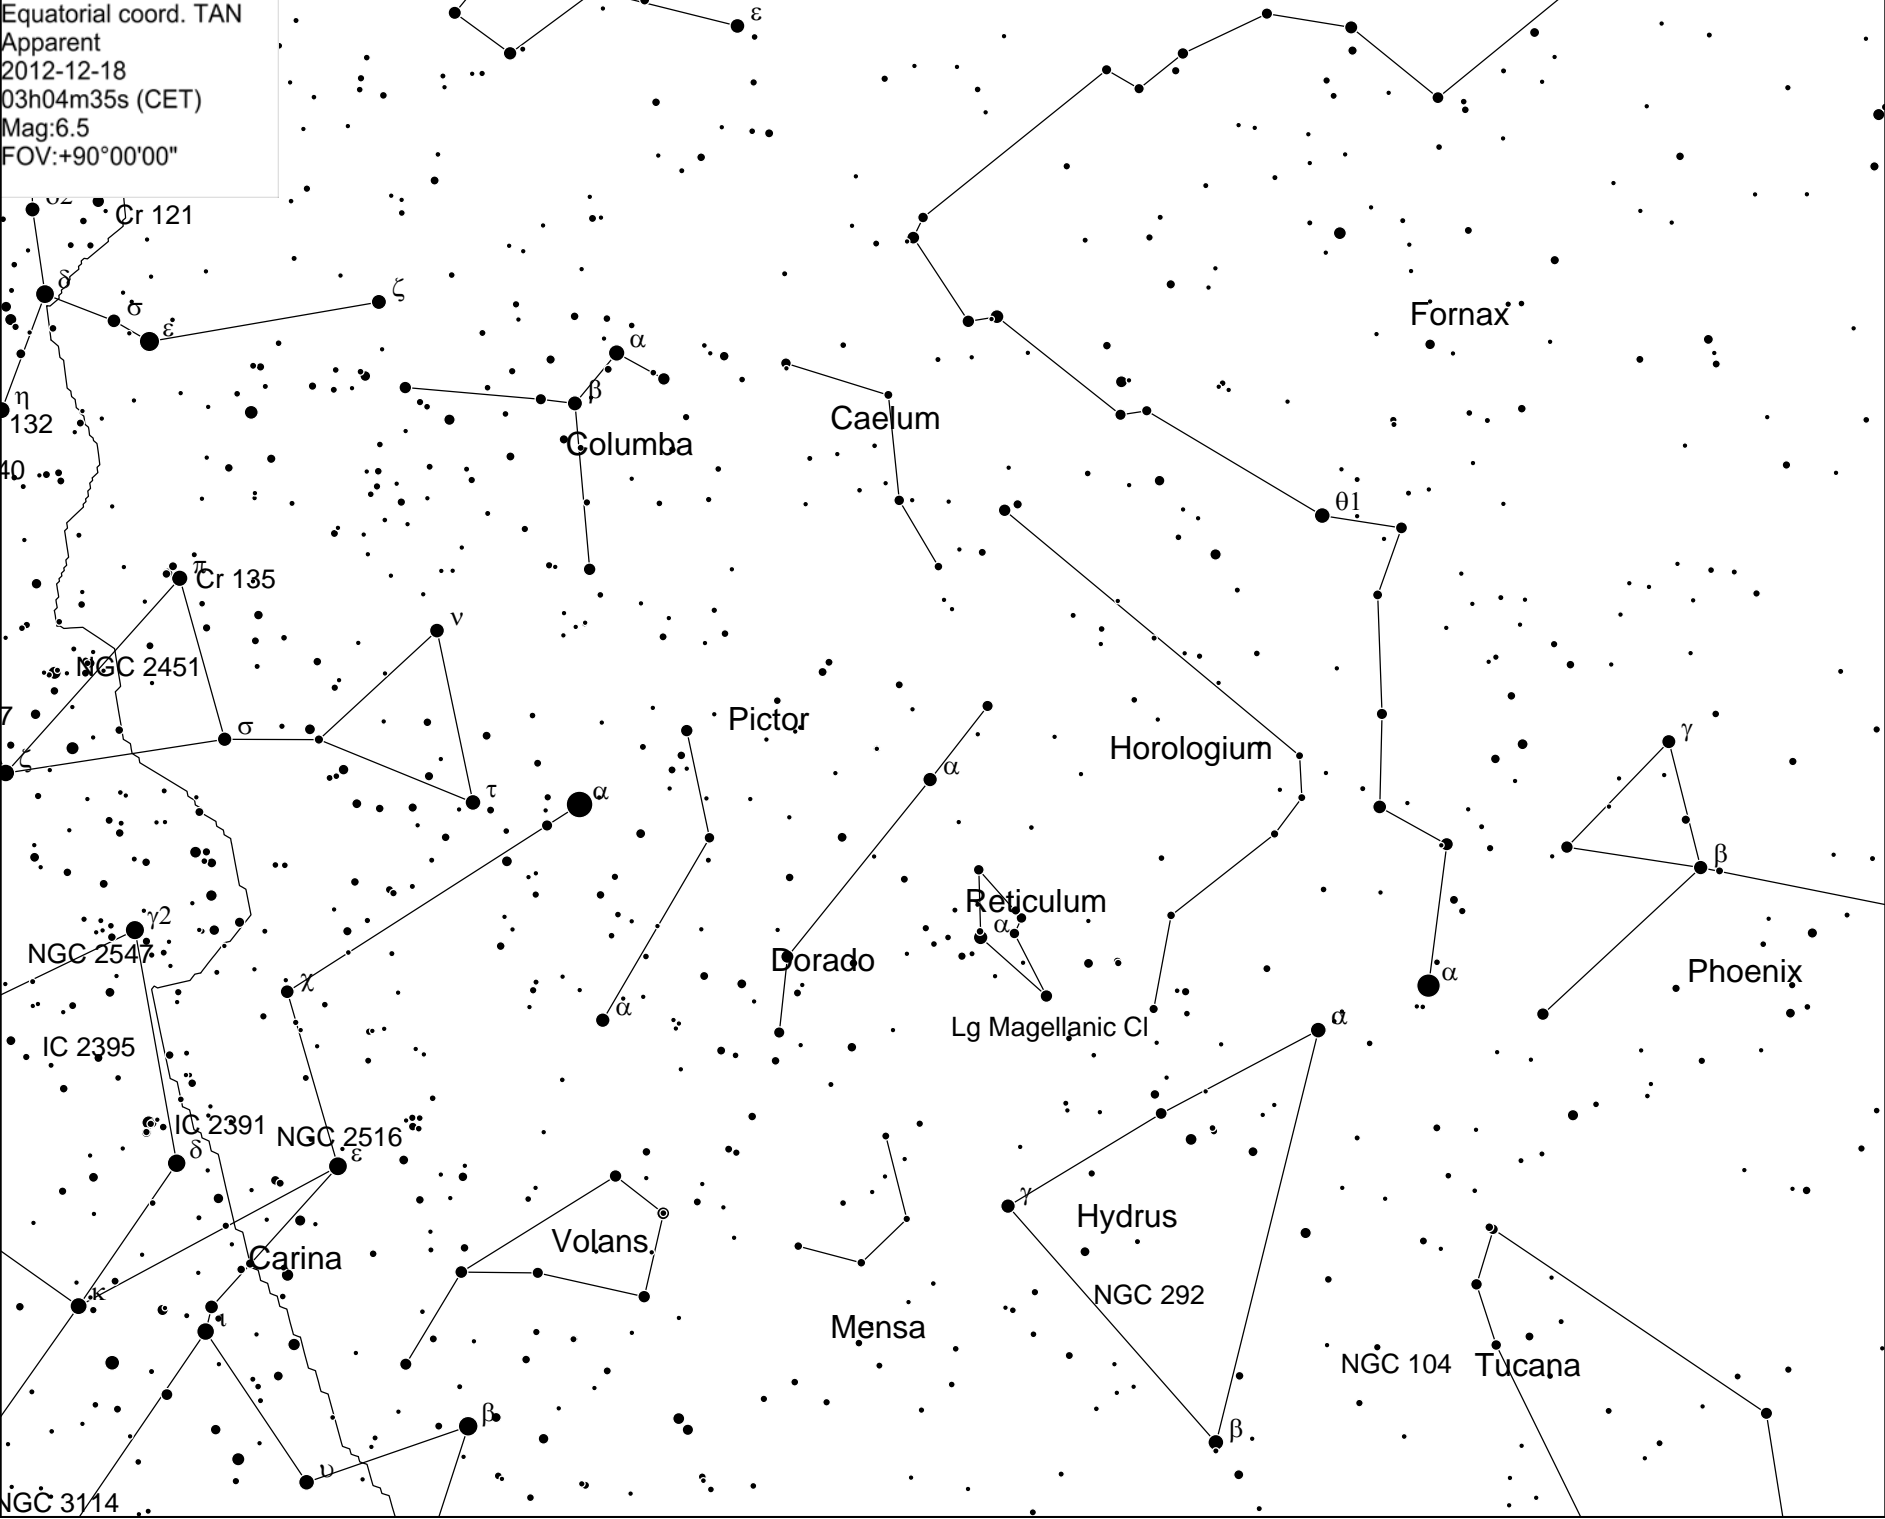 Equatorial coord. TAN
Apparent
2012-12-18
03h04m35s (CET)
Mag:6.5
FOV:+90°00'00"
ε
Cr 121
δ
σ
ε
ζ
Fornax
α
η
132
β
Caelum
Columba
40
θ1
π
Cr 135
ν
NGC 2451
7
σ
Pictor
γ
ζ
Horologium
α
τ
α
β
γ2
Reticulum
α
NGC 2547
Dorado
Phoenix
χ
α
α
Lg Magellanic Cl
α
IC 2395
IC 2391
NGC 2516
δ
ε
γ
Hydrus
Volans
Carina
κ
NGC 292
ι
Mensa
NGC 104
Tucana
β
β
υ
NGC 3114